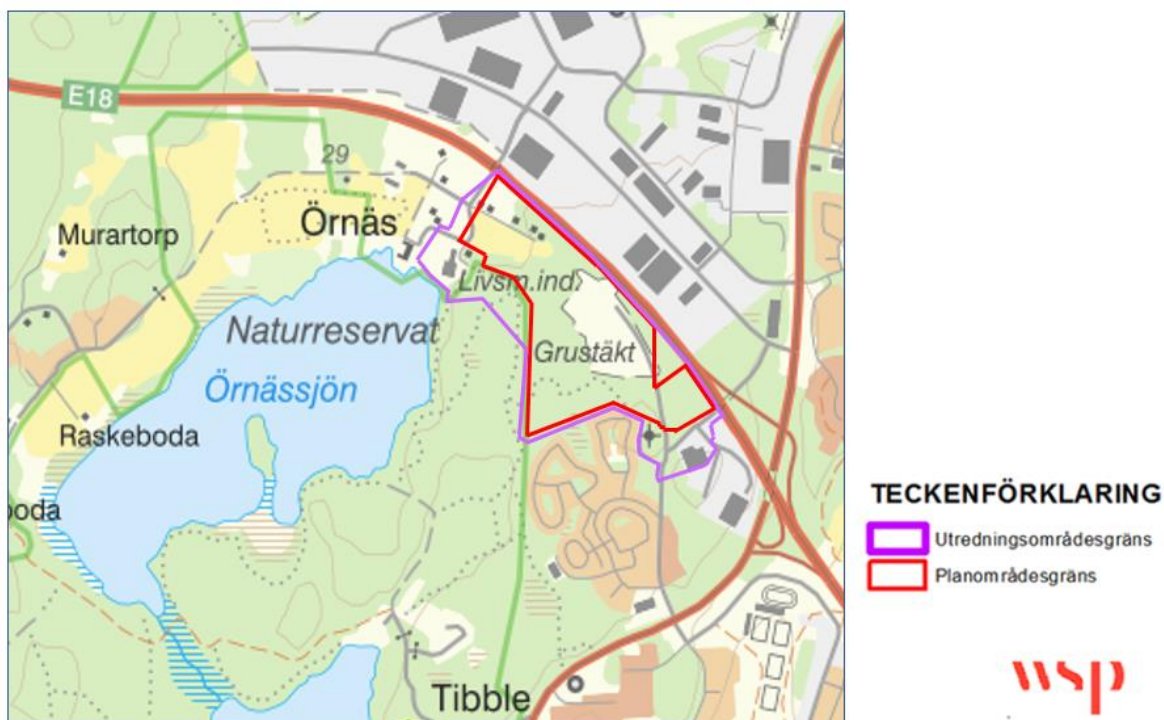 E18
29
Örnäs
Murartorp
Livsm.ind.
Naturreservat
Grustäkt
Örnässjön
Raskeboda
boda
Tibble
TECKENFÖRKLARING
Utredningsområdesgräns
Planområdesgräns
wsp